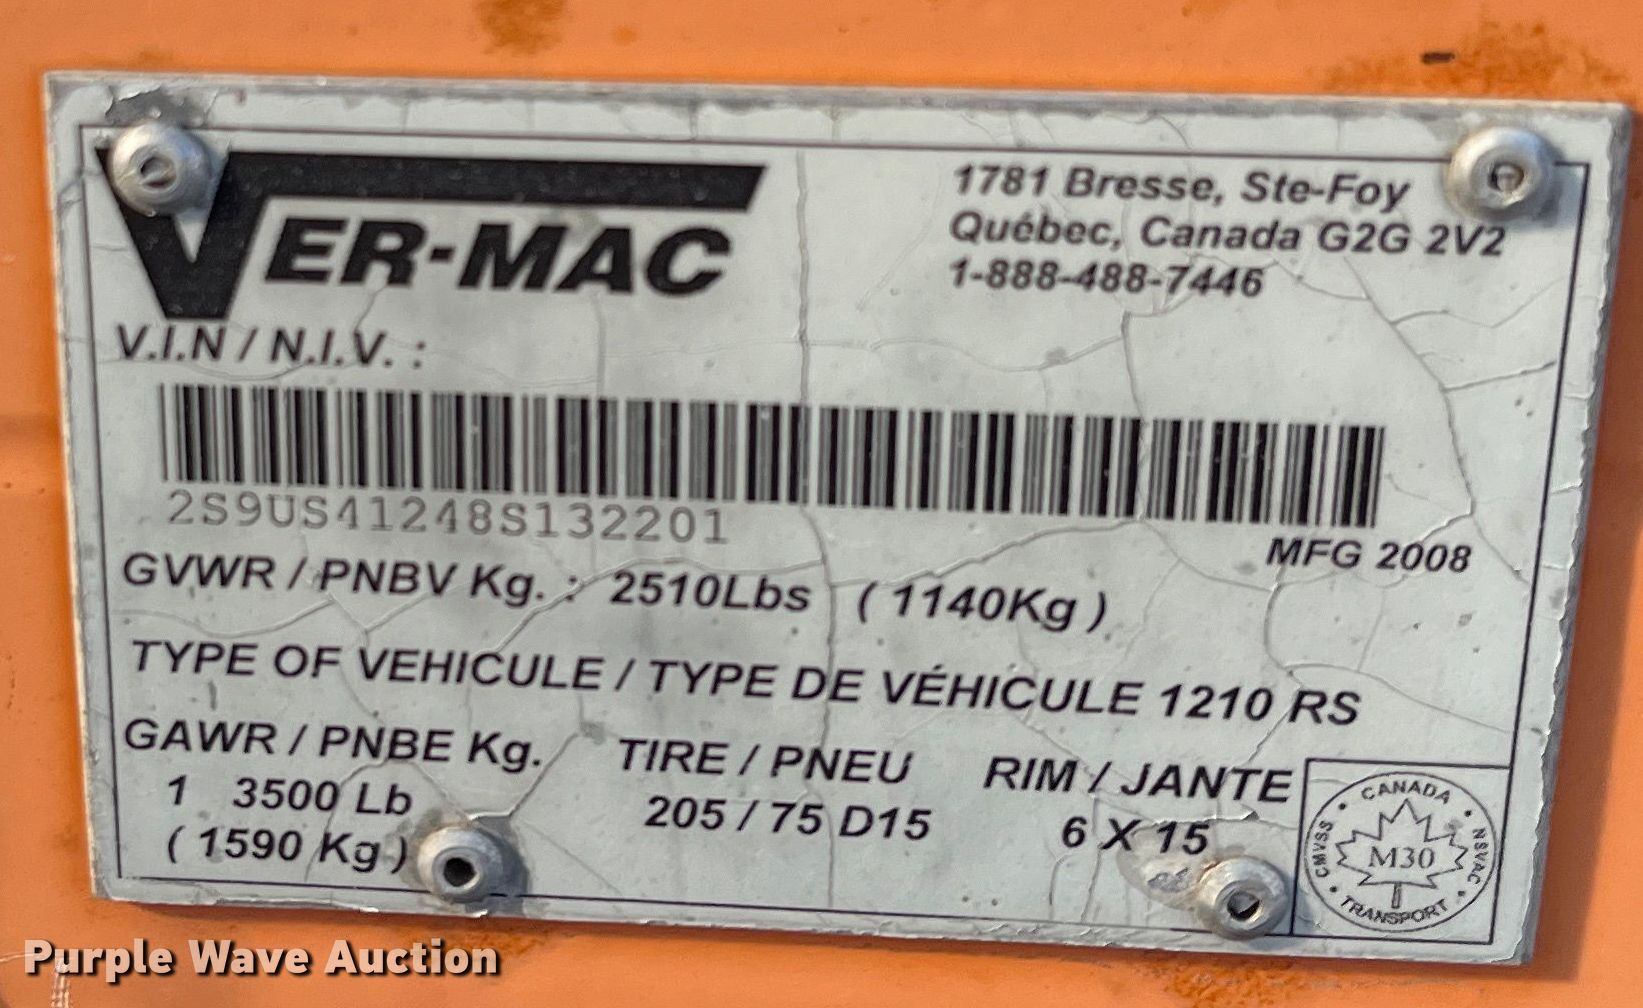 VER-MAC
1781 Bresse, Ste-Foy
Québec, Canada G2G 2V2
1-888-488-7446
V.I.N / N.I.V. :
2S9US41248S132201
MFG 2008
GVWR / PNBV Kg. : 2510Lbs ( 1140Kg )
TYPE OF VEHICULE / TYPE DE VÉHICULE 1210 RS
GAWR / PNBE Kg. TIRE / PNEU RIM / JANTE
1 3500 Lb 205 / 75 D15 6 X 15
( 1590 Kg )
CANADA
CMVSS M30 NSVAC
TRANSPORT
Purple Wave Auction